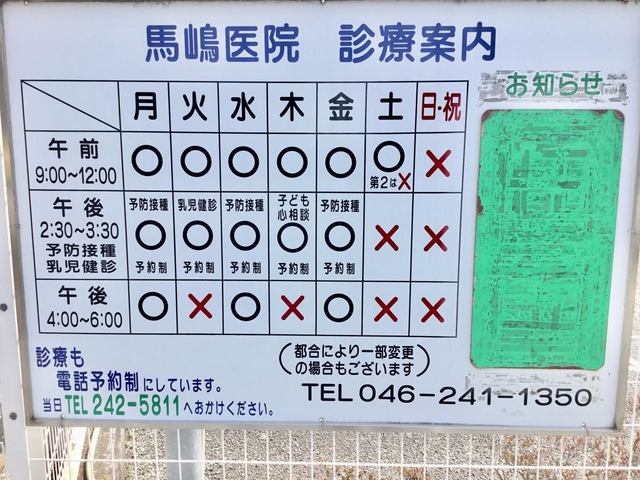 馬嶋医院 診療案内
お知らせ
月 火 水 木 金 土 日・祝
午前
9:00~12:00
○ ○ ○ ○ ○ ○ ×
第2は×
午後
2:30~3:30
予防接種
乳児健診
予防接種 乳児健診 予防接種 子ども心相談 予防接種
○ ○ ○ ○ ○ × ×
予約制 予約制 予約制 予約制 予約制
午後
4:00~6:00
○ × ○ × ○ × ×
診療も
電話予約制にしています。
当日TEL 242-5811へおかけください。
(都合により一部変更
の場合もございます)
TEL 046-241-1350